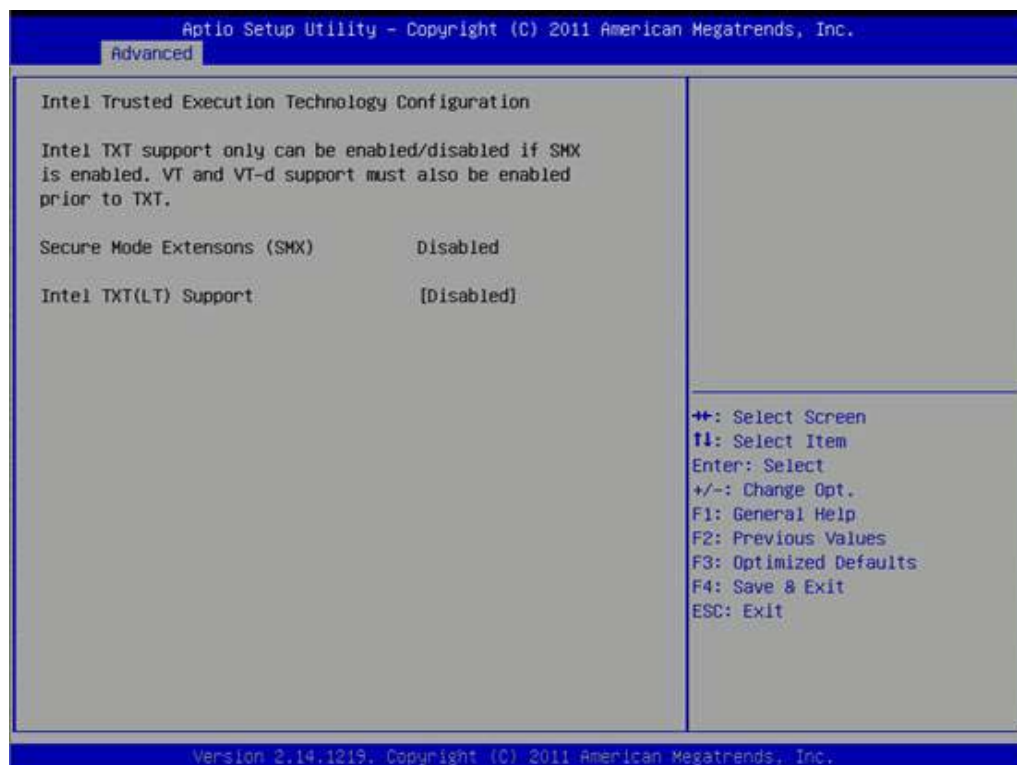 Aptio Setup Utility - Copyright (C) 2011 American Megatrends, Inc.
Advanced
Intel Trusted Execution Technology Configuration
Intel TXT support only can be enabled/disabled if SMX
is enabled. VT and VT-d support must also be enabled
prior to TXT.
Secure Mode Extensons (SMX) Disabled
Intel TXT(LT) Support [Disabled]
→←: Select Screen
↑↓: Select Item
Enter: Select
+/-: Change Opt.
F1: General Help
F2: Previous Values
F3: Optimized Defaults
F4: Save & Exit
ESC: Exit
Version 2.14.1219. Copyright (C) 2011 American Megatrends, Inc.